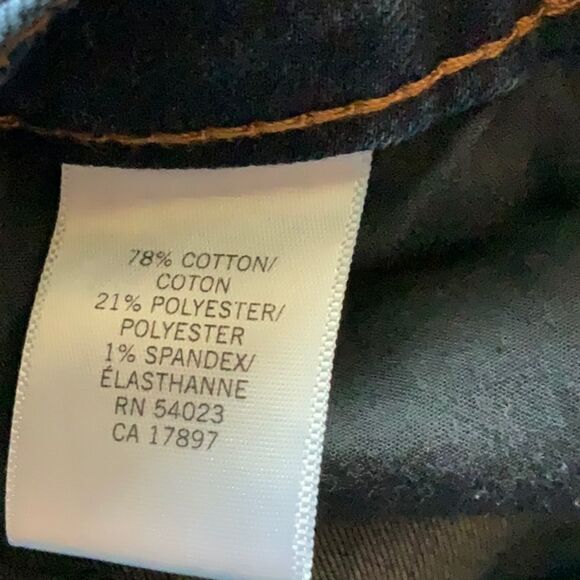 78% COTTON/
COTON
21% POLYESTER/
POLYESTER
1% SPANDEX/
ÉLASTHANNE
RN 54023
CA 17897